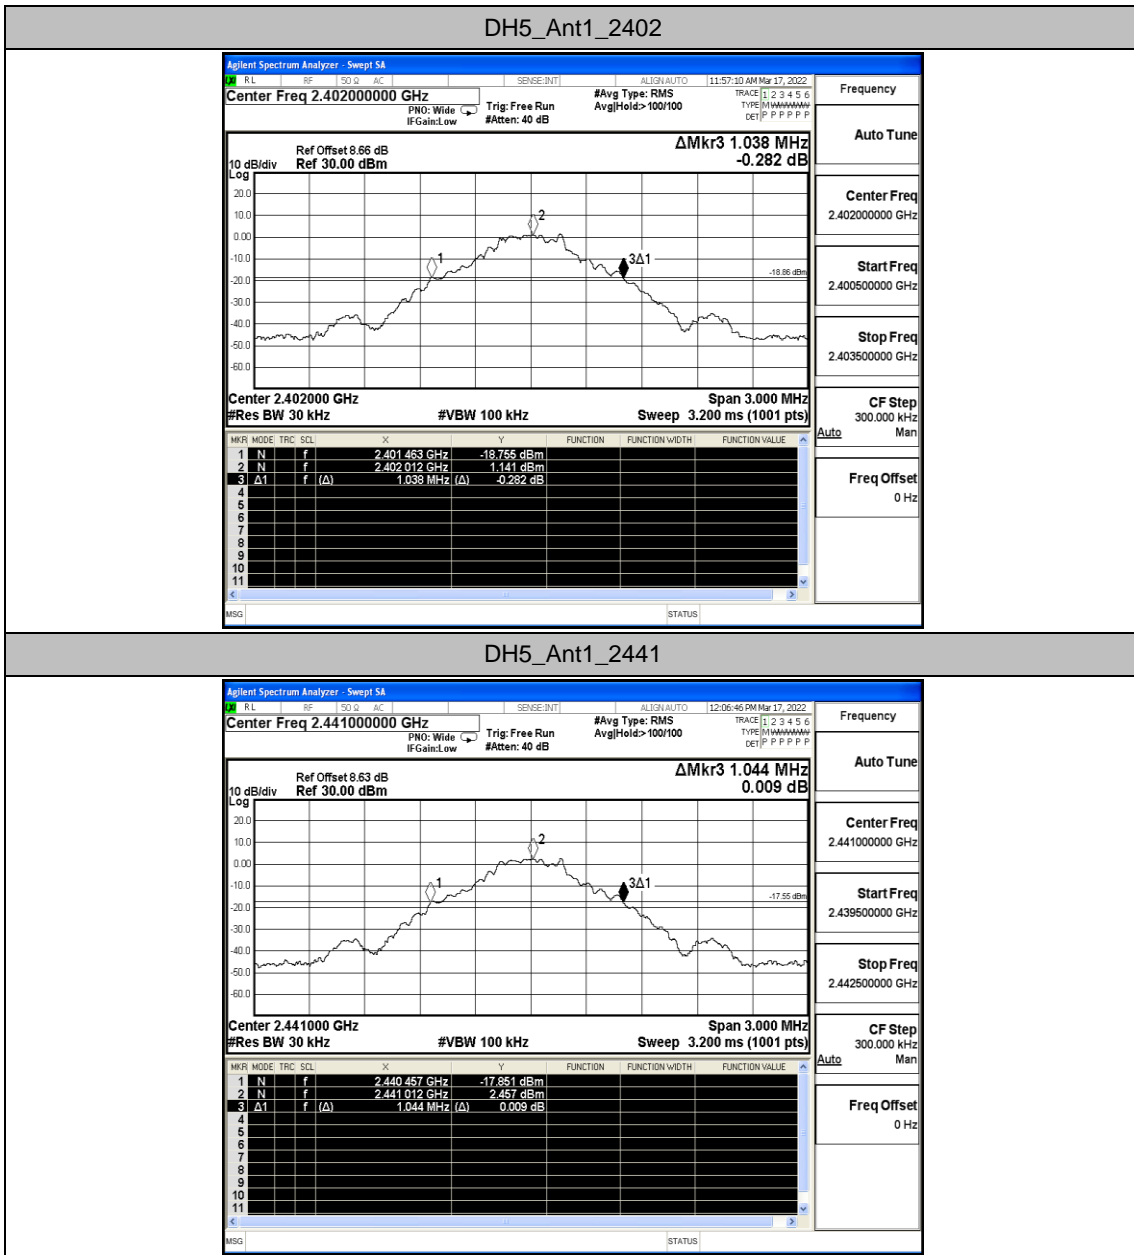 DH5_Ant1_2402
Agilent Spectrum Analyzer - Swept SA
LXI RL RF 50 Ω AC SENSE:INT ALIGNAUTO 11:57:10 AM Mar 17, 2022
Center Freq 2.402000000 GHz
PNO: Wide
IFGain:Low
Trig: Free Run
#Atten: 40 dB
#Avg Type: RMS
Avg|Hold:>100/100
TRACE 1 2 3 4 5 6
TYPE M WWWWW
DET P P P P P P
Ref Offset 8.66 dB
10 dB/div Ref 30.00 dBm
Log
ΔMkr3 1.038 MHz
-0.282 dB
20.0
10.0
0.00
-10.0
-20.0
-30.0
-40.0
-50.0
-60.0
1
2
3Δ1
-18.86 dBm
Center 2.402000 GHz Span 3.000 MHz
#Res BW 30 kHz #VBW 100 kHz Sweep 3.200 ms (1001 pts)
MKR MODE TRC SCL X Y FUNCTION FUNCTION WIDTH FUNCTION VALUE
1 N f 2.401 463 GHz -18.755 dBm
2 N f 2.402 012 GHz 1.141 dBm
3 Δ1 f (Δ) 1.038 MHz (Δ) -0.282 dB
4
5
6
7
8
9
10
11
MSG STATUS
Frequency
Auto Tune
Center Freq
2.402000000 GHz
Start Freq
2.400500000 GHz
Stop Freq
2.403500000 GHz
CF Step
300.000 kHz
Auto Man
Freq Offset
0 Hz
DH5_Ant1_2441
Agilent Spectrum Analyzer - Swept SA
LXI RL RF 50 Ω AC SENSE:INT ALIGNAUTO 12:06:46 PM Mar 17, 2022
Center Freq 2.441000000 GHz
PNO: Wide
IFGain:Low
Trig: Free Run
#Atten: 40 dB
#Avg Type: RMS
Avg|Hold:>100/100
TRACE 1 2 3 4 5 6
TYPE M WWWWW
DET P P P P P P
Ref Offset 8.63 dB
10 dB/div Ref 30.00 dBm
Log
ΔMkr3 1.044 MHz
0.009 dB
20.0
10.0
0.00
-10.0
-20.0
-30.0
-40.0
-50.0
-60.0
1
2
3Δ1
-17.55 dBm
Center 2.441000 GHz Span 3.000 MHz
#Res BW 30 kHz #VBW 100 kHz Sweep 3.200 ms (1001 pts)
MKR MODE TRC SCL X Y FUNCTION FUNCTION WIDTH FUNCTION VALUE
1 N f 2.440 457 GHz -17.851 dBm
2 N f 2.441 012 GHz 2.457 dBm
3 Δ1 f (Δ) 1.044 MHz (Δ) 0.009 dB
4
5
6
7
8
9
10
11
MSG STATUS
Frequency
Auto Tune
Center Freq
2.441000000 GHz
Start Freq
2.439500000 GHz
Stop Freq
2.442500000 GHz
CF Step
300.000 kHz
Auto Man
Freq Offset
0 Hz